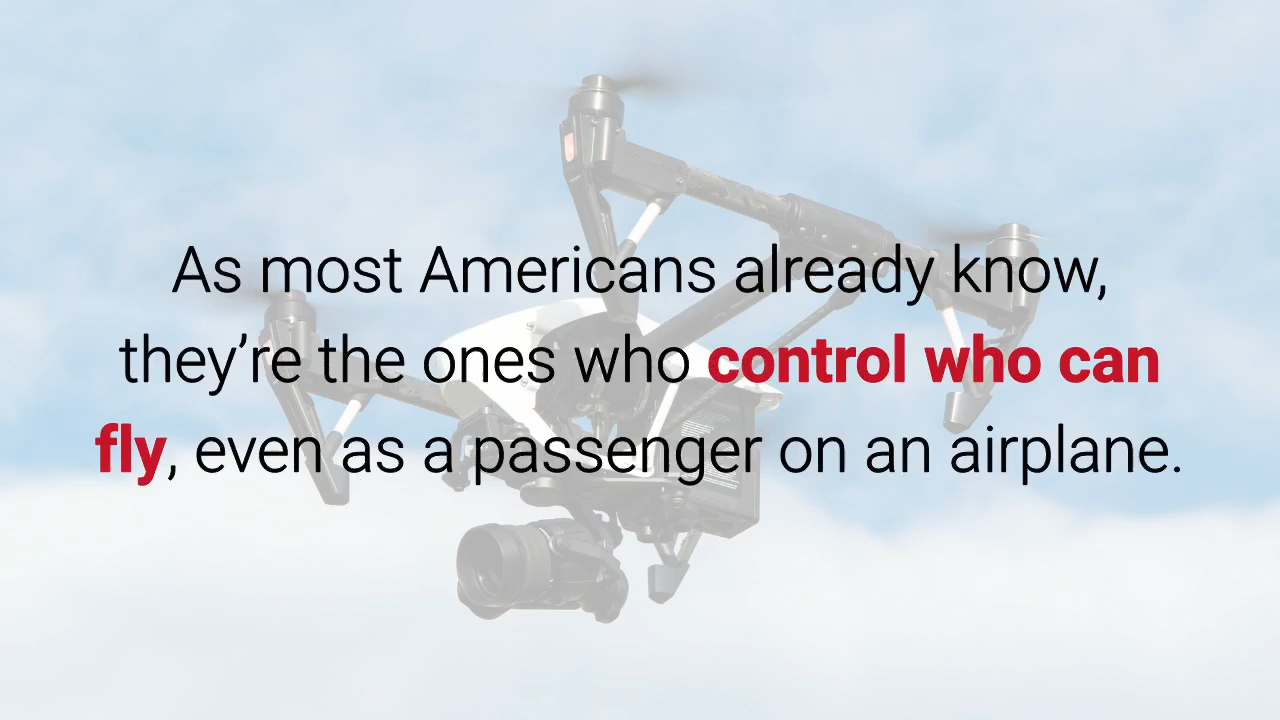 As most Americans already know,
they’re the ones who control who can
fly, even as a passenger on an airplane.